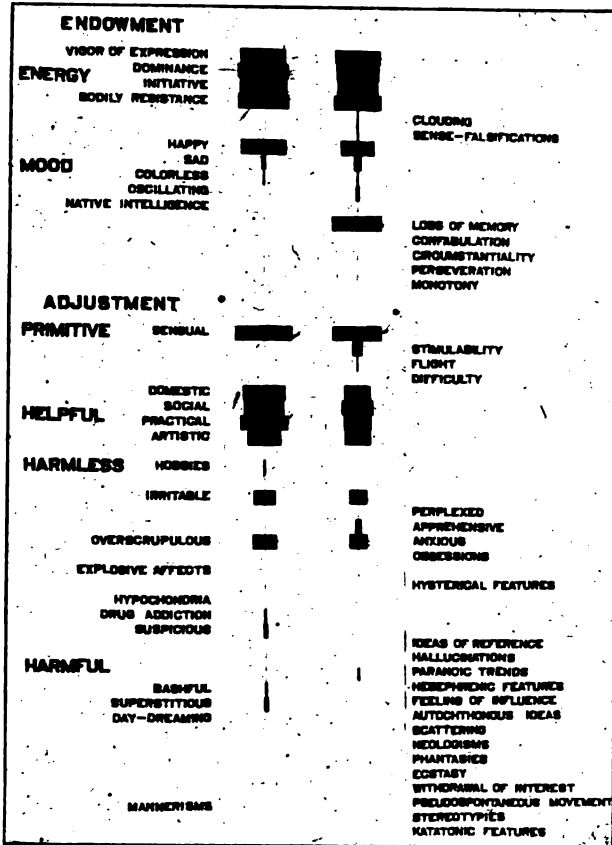 ENDOWMENT
VIGOR OF EXPRESSION
DOMINANCE
ENERGY
INITIATIVE
BODILY RESISTANCE
CLOUDING
SENSE-FALSIFICATIONS
HAPPY
SAD
MOOD
COLORLESS
OSCILLATING
NATIVE INTELLIGENCE
LOSS OF MEMORY
CONFABULATION
CIRCUMSTANTIALITY
PERSEVERATION
MONOTONY
ADJUSTMENT
PRIMITIVE SENSUAL
STIMULABILITY
FLIGHT
DIFFICULTY
DOMESTIC
SOCIAL
HELPFUL
PRACTICAL
ARTISTIC
HARMLESS HOBBIES
IRRITABLE
PERPLEXED
APPREHENSIVE
OVERSCRUPULOUS ANXIOUS
OBSESSIONS
EXPLOSIVE AFFECTS
HYSTERICAL FEATURES
HYPOCHONDRIA
DRUG ADDICTION
SUSPICIOUS
IDEAS OF REFERENCE
HALLUCINATIONS
HARMFUL
PARANOIC TRENDS
BASHFUL HEBEPHRENIC FEATURES
SUPERSTITIOUS FEELING OF INFLUENCE
DAY-DREAMING AUTOCHTHONOUS IDEAS
SCATTERING
NEOLOGISMS
PHANTASIES
ECSTASY
WITHDRAWAL OF INTEREST
MANNERISMS PSEUDOSPONTANEOUS MOVEMENT
STEREOTYPIES
KATATONIC FEATURES